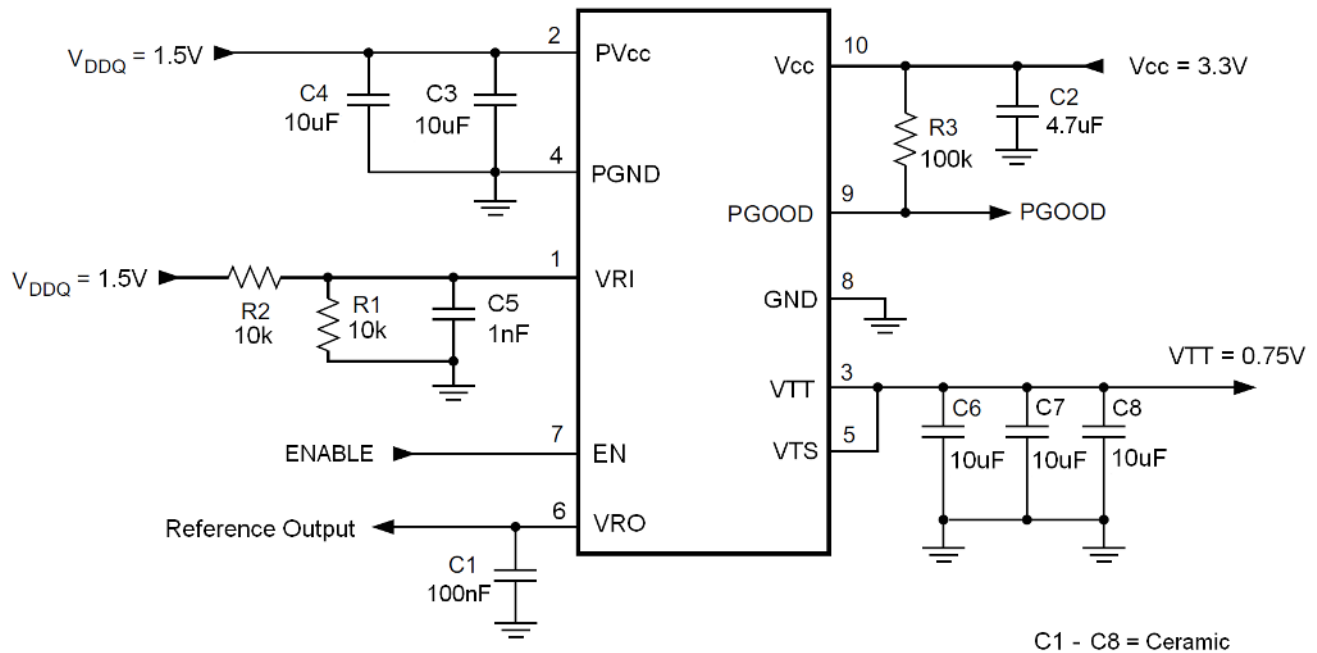 V_DDQ = 1.5V
2
PVcc
C4
10uF
C3
10uF
4
PGND
V_DDQ = 1.5V
1
VRI
R2
10k
R1
10k
C5
1nF
ENABLE
7
EN
Reference Output
6
VRO
C1
100nF
10
Vcc
Vcc = 3.3V
R3
100k
C2
4.7uF
9
PGOOD
PGOOD
8
GND
VTT = 0.75V
3
VTT
5
VTS
C6
10uF
C7
10uF
C8
10uF
C1 - C8 = Ceramic